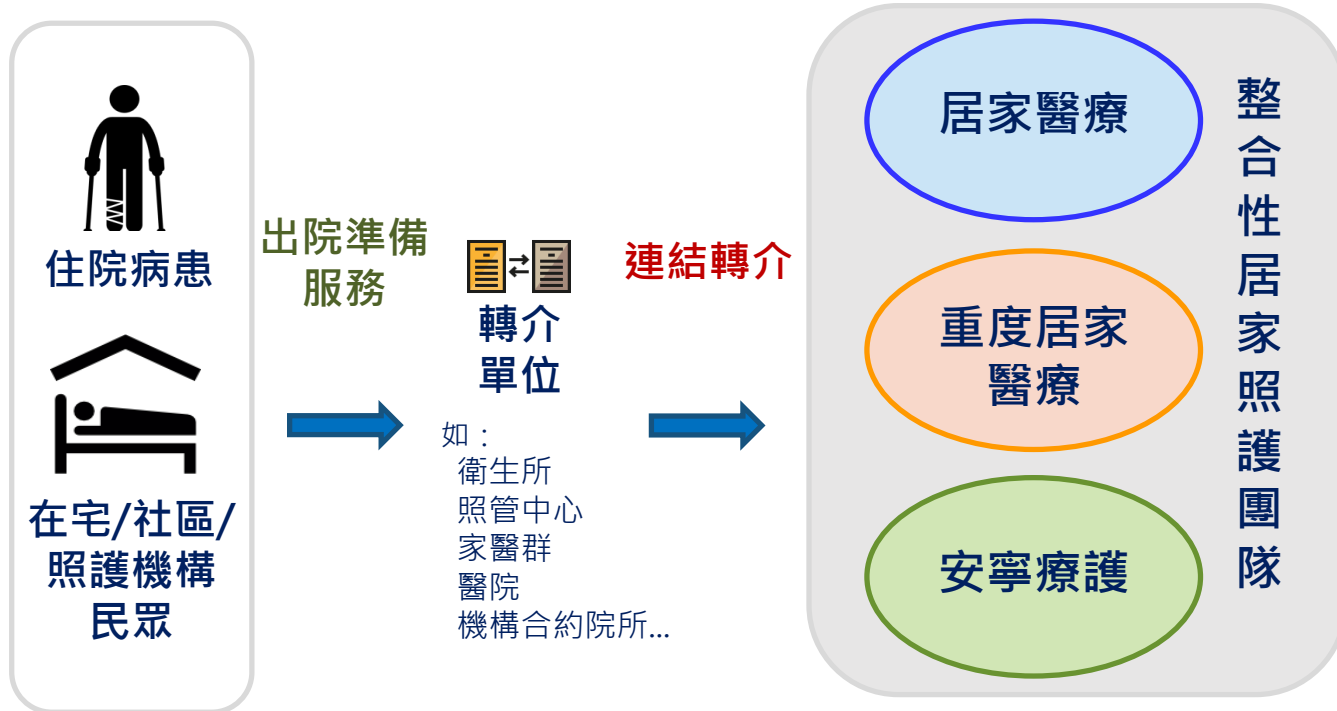 住院病患
在宅/社區/
照護機構
民眾
出院準備
服務
轉介
單位
如：
衛生所
照管中心
家醫群
醫院
機構合約院所...
連結轉介
居家醫療
重度居家
醫療
安寧療護
整合性居家照護團隊